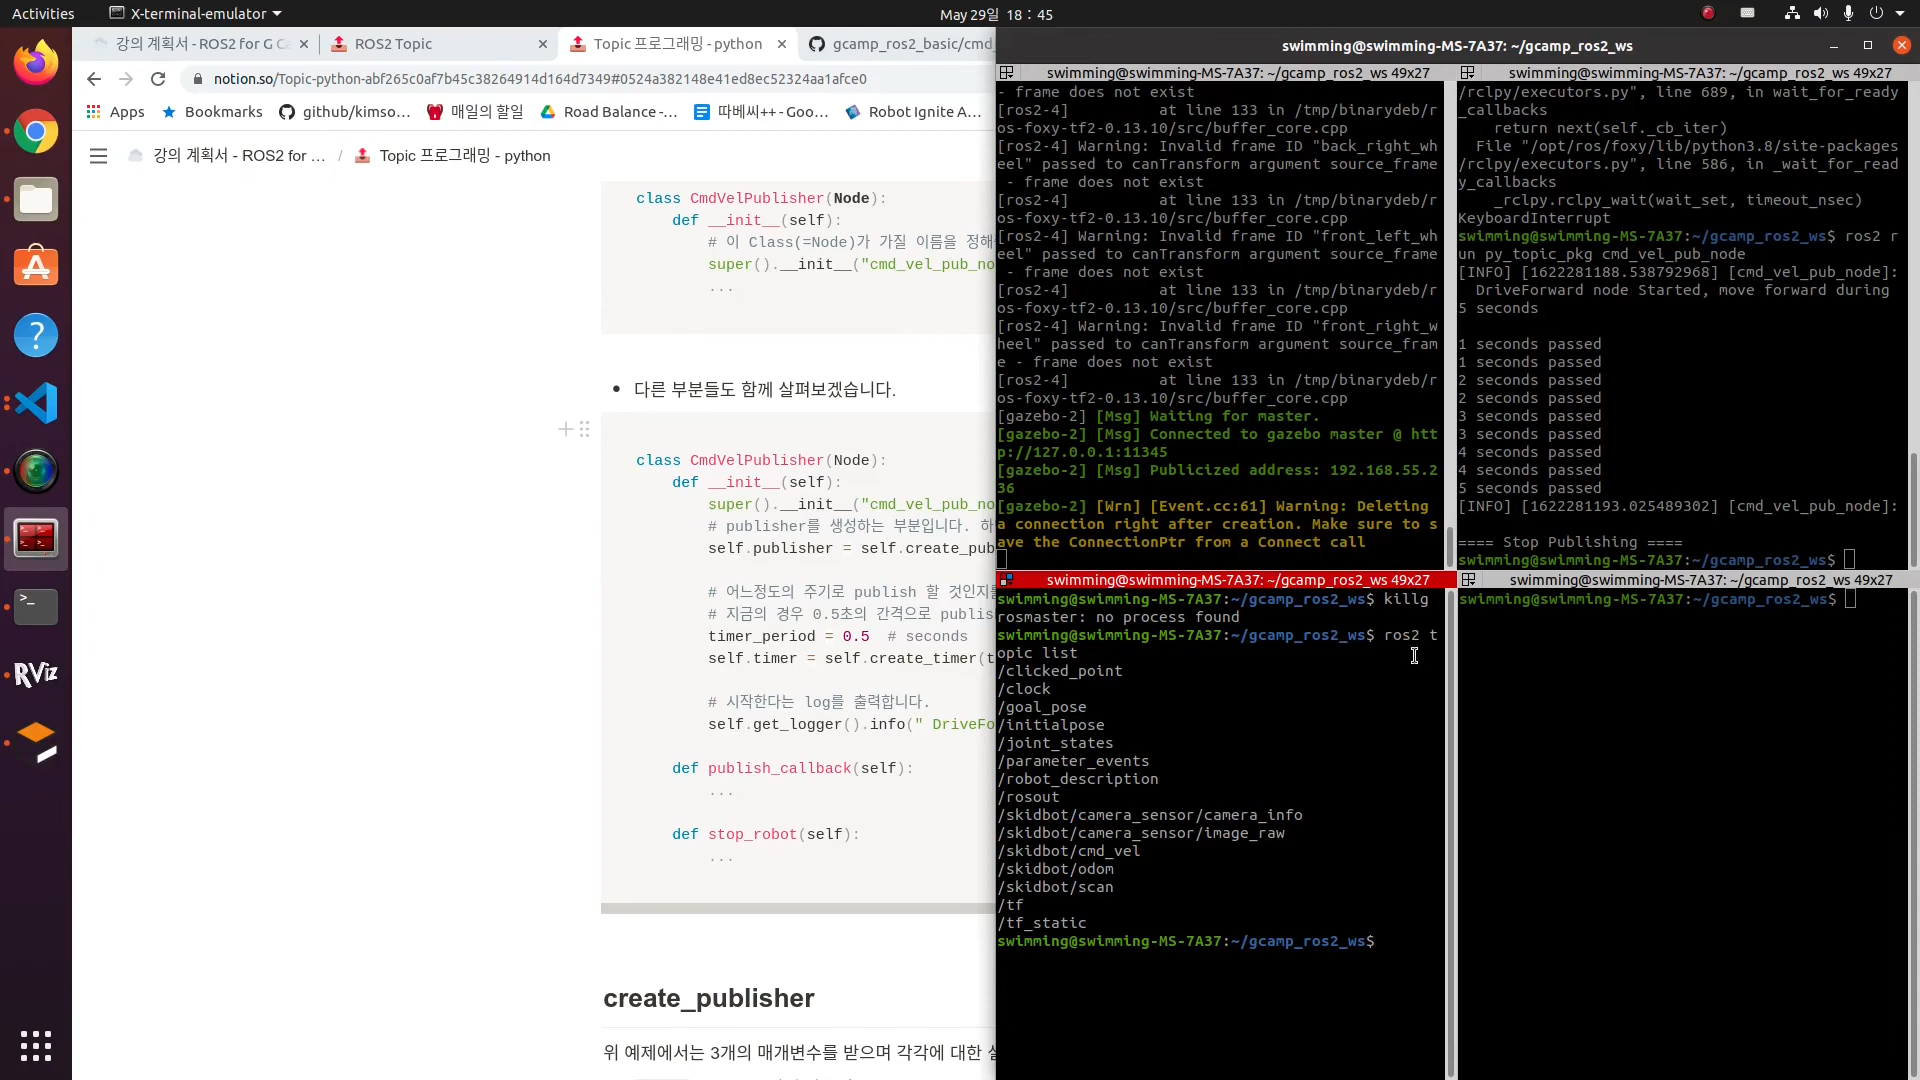 Activities
X-terminal-emulator
May 29일 18：45
강의 계획서 - ROS2 for G Ce
ROS2 Topic
Topic 프로그래밍 - python
gcamp_ros2_basic/cmd_
notion.so/Topic-python-abf265c0af7b45c38264914d164d7349#0524a382148e41ed8ec52324aa1afce0
Apps
Bookmarks
github/kimso...
매일의 할일
Road Balance -...
따베씨++ - Goo...
Robot Ignite A...
강의 계획서 - ROS2 for ... / Topic 프로그래밍 - python
class CmdVelPublisher(Node):
def __init__(self):
# 이 Class(=Node)가 가질 이름을 정해
super().__init__("cmd_vel_pub_no
...
다른 부분들도 함께 살펴보겠습니다.
class CmdVelPublisher(Node):
def __init__(self):
super().__init__("cmd_vel_pub_no
# publisher를 생성하는 부분입니다. 하
self.publisher = self.create_pub
# 어느정도의 주기로 publish 할 것인지를
# 지금의 경우 0.5초의 간격으로 publis
timer_period = 0.5 # seconds
self.timer = self.create_timer(t
# 시작한다는 log를 출력합니다.
self.get_logger().info(" DriveFo
def publish_callback(self):
...
def stop_robot(self):
...
create_publisher
위 예제에서는 3개의 매개변수를 받으며 각각에 대한
swimming@swimming-MS-7A37: ~/gcamp_ros2_ws
swimming@swimming-MS-7A37: ~/gcamp_ros2_ws 49x27
- frame does not exist
[ros2-4]          at line 133 in /tmp/binarydeb/r
os-foxy-tf2-0.13.10/src/buffer_core.cpp
[ros2-4] Warning: Invalid frame ID "back_right_wh
eel" passed to canTransform argument source_frame
- frame does not exist
[ros2-4]          at line 133 in /tmp/binarydeb/r
os-foxy-tf2-0.13.10/src/buffer_core.cpp
[ros2-4] Warning: Invalid frame ID "front_left_wh
eel" passed to canTransform argument source_frame
- frame does not exist
[ros2-4]          at line 133 in /tmp/binarydeb/r
os-foxy-tf2-0.13.10/src/buffer_core.cpp
[ros2-4] Warning: Invalid frame ID "front_right_w
heel" passed to canTransform argument source_fram
e - frame does not exist
[ros2-4]          at line 133 in /tmp/binarydeb/r
os-foxy-tf2-0.13.10/src/buffer_core.cpp
[gazebo-2] [Msg] Waiting for master.
[gazebo-2] [Msg] Connected to gazebo master @ htt
p://127.0.0.1:11345
[gazebo-2] [Msg] Publicized address: 192.168.55.2
36
[gazebo-2] [Wrn] [Event.cc:61] Warning: Deleting
a connection right after creation. Make sure to s
ave the ConnectionPtr from a Connect call
swimming@swimming-MS-7A37: ~/gcamp_ros2_ws 49x27
/rclpy/executors.py", line 689, in wait_for_ready
_callbacks
return next(self._cb_iter)
File "/opt/ros/foxy/lib/python3.8/site-packages
/rclpy/executors.py", line 586, in _wait_for_read
y_callbacks
_rclpy.rclpy_wait(wait_set, timeout_nsec)
KeyboardInterrupt
swimming@swimming-MS-7A37:~/gcamp_ros2_ws$ ros2 r
un py_topic_pkg cmd_vel_pub_node
[INFO] [1622281188.538792968] [cmd_vel_pub_node]:
DriveForward node Started, move forward during
5 seconds
1 seconds passed
1 seconds passed
2 seconds passed
2 seconds passed
3 seconds passed
3 seconds passed
4 seconds passed
4 seconds passed
5 seconds passed
[INFO] [1622281193.025489302] [cmd_vel_pub_node]:
==== Stop Publishing ====
swimming@swimming-MS-7A37:~/gcamp_ros2_ws$
swimming@swimming-MS-7A37: ~/gcamp_ros2_ws 49x27
swimming@swimming-MS-7A37:~/gcamp_ros2_ws$ killg
rosmaster: no process found
swimming@swimming-MS-7A37:~/gcamp_ros2_ws$ ros2 t
opic list
/clicked_point
/clock
/goal_pose
/initialpose
/joint_states
/parameter_events
/robot_description
/rosout
/skidbot/camera_sensor/camera_info
/skidbot/camera_sensor/image_raw
/skidbot/cmd_vel
/skidbot/odom
/skidbot/scan
/tf
/tf_static
swimming@swimming-MS-7A37:~/gcamp_ros2_ws$
swimming@swimming-MS-7A37: ~/gcamp_ros2_ws 49x27
swimming@swimming-MS-7A37:~/gcamp_ros2_ws$
RViz